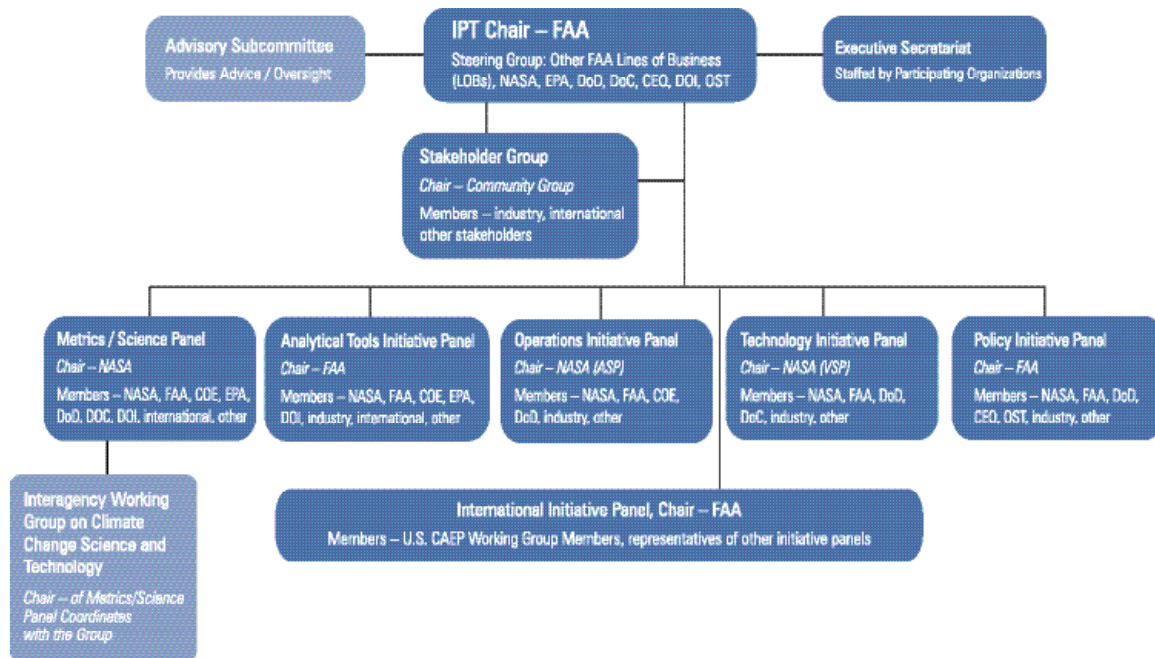 Advisory Subcommittee
Provides Advice / Oversight
IPT Chair – FAA
Steering Group: Other FAA Lines of Business
(LOBs), NASA, EPA, DoD, DoC, CEQ, DOI, OST
Executive Secretariat
Staffed by Participating Organizations
Stakeholder Group
Chair – Community Group
Members – industry, international
other stakeholders
Metrics / Science Panel
Chair – NASA
Members – NASA, FAA, COE, EPA,
DoD, DOC, DOI, international, other
Analytical Tools Initiative Panel
Chair – FAA
Members – NASA, FAA, COE, EPA,
DOI, industry, international, other
Operations Initiative Panel
Chair – NASA (ASP)
Members – NASA, FAA, COE,
DoD, industry, other
Technology Initiative Panel
Chair – NASA (VSP)
Members – NASA, FAA, DoD,
DoC, industry, other
Policy Initiative Panel
Chair – FAA
Members – NASA, FAA, DoD,
CEQ, OST, industry, other
Interagency Working
Group on Climate
Change Science and
Technology
Chair – of Metrics/Science
Panel Coordinates
with the Group
International Initiative Panel, Chair – FAA
Members – U.S. CAEP Working Group Members, representatives of other initiative panels